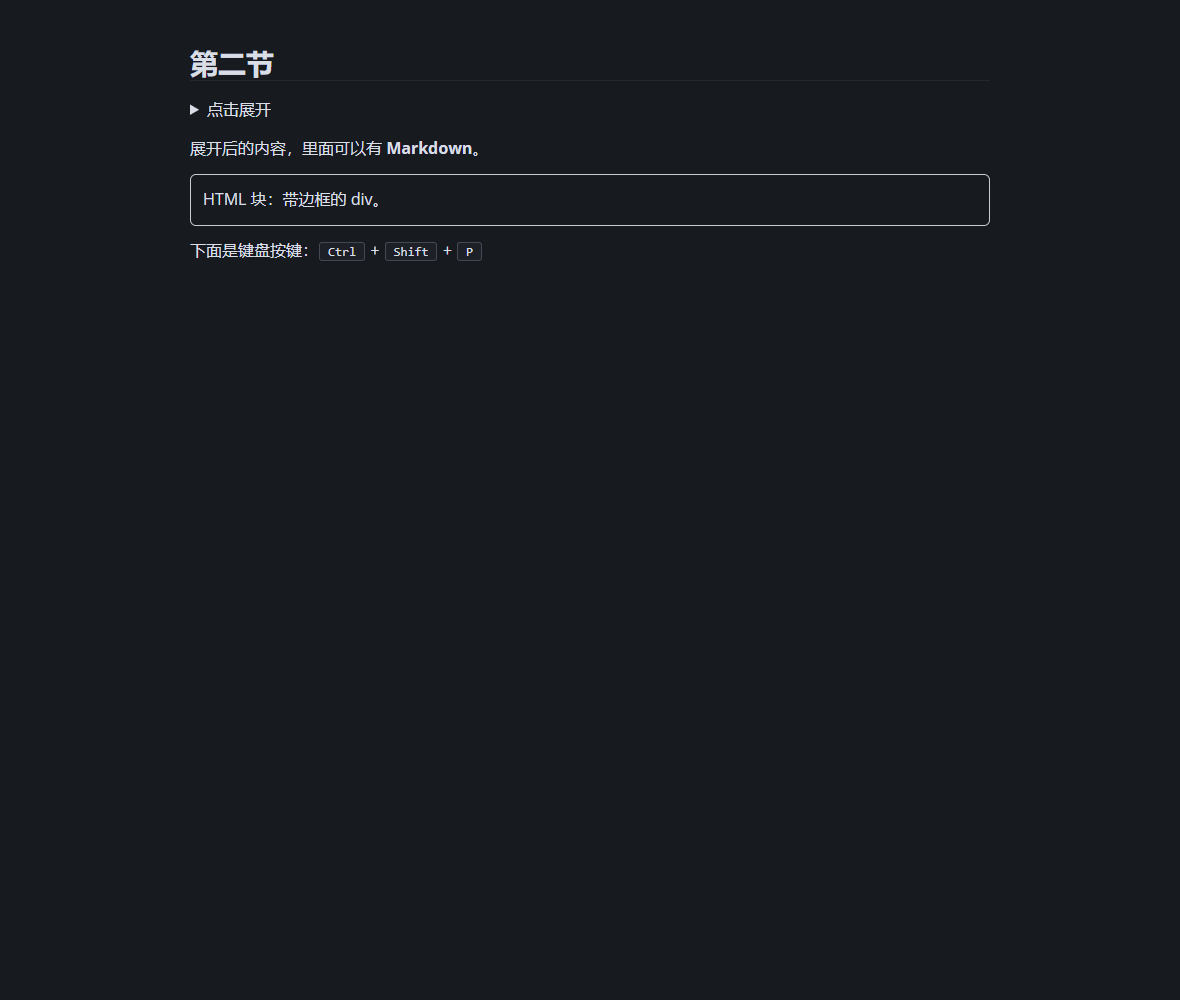 第二节
点击展开
展开后的内容，里面可以有 Markdown。
HTML 块：带边框的 div。
下面是键盘按键： Ctrl + Shift + P